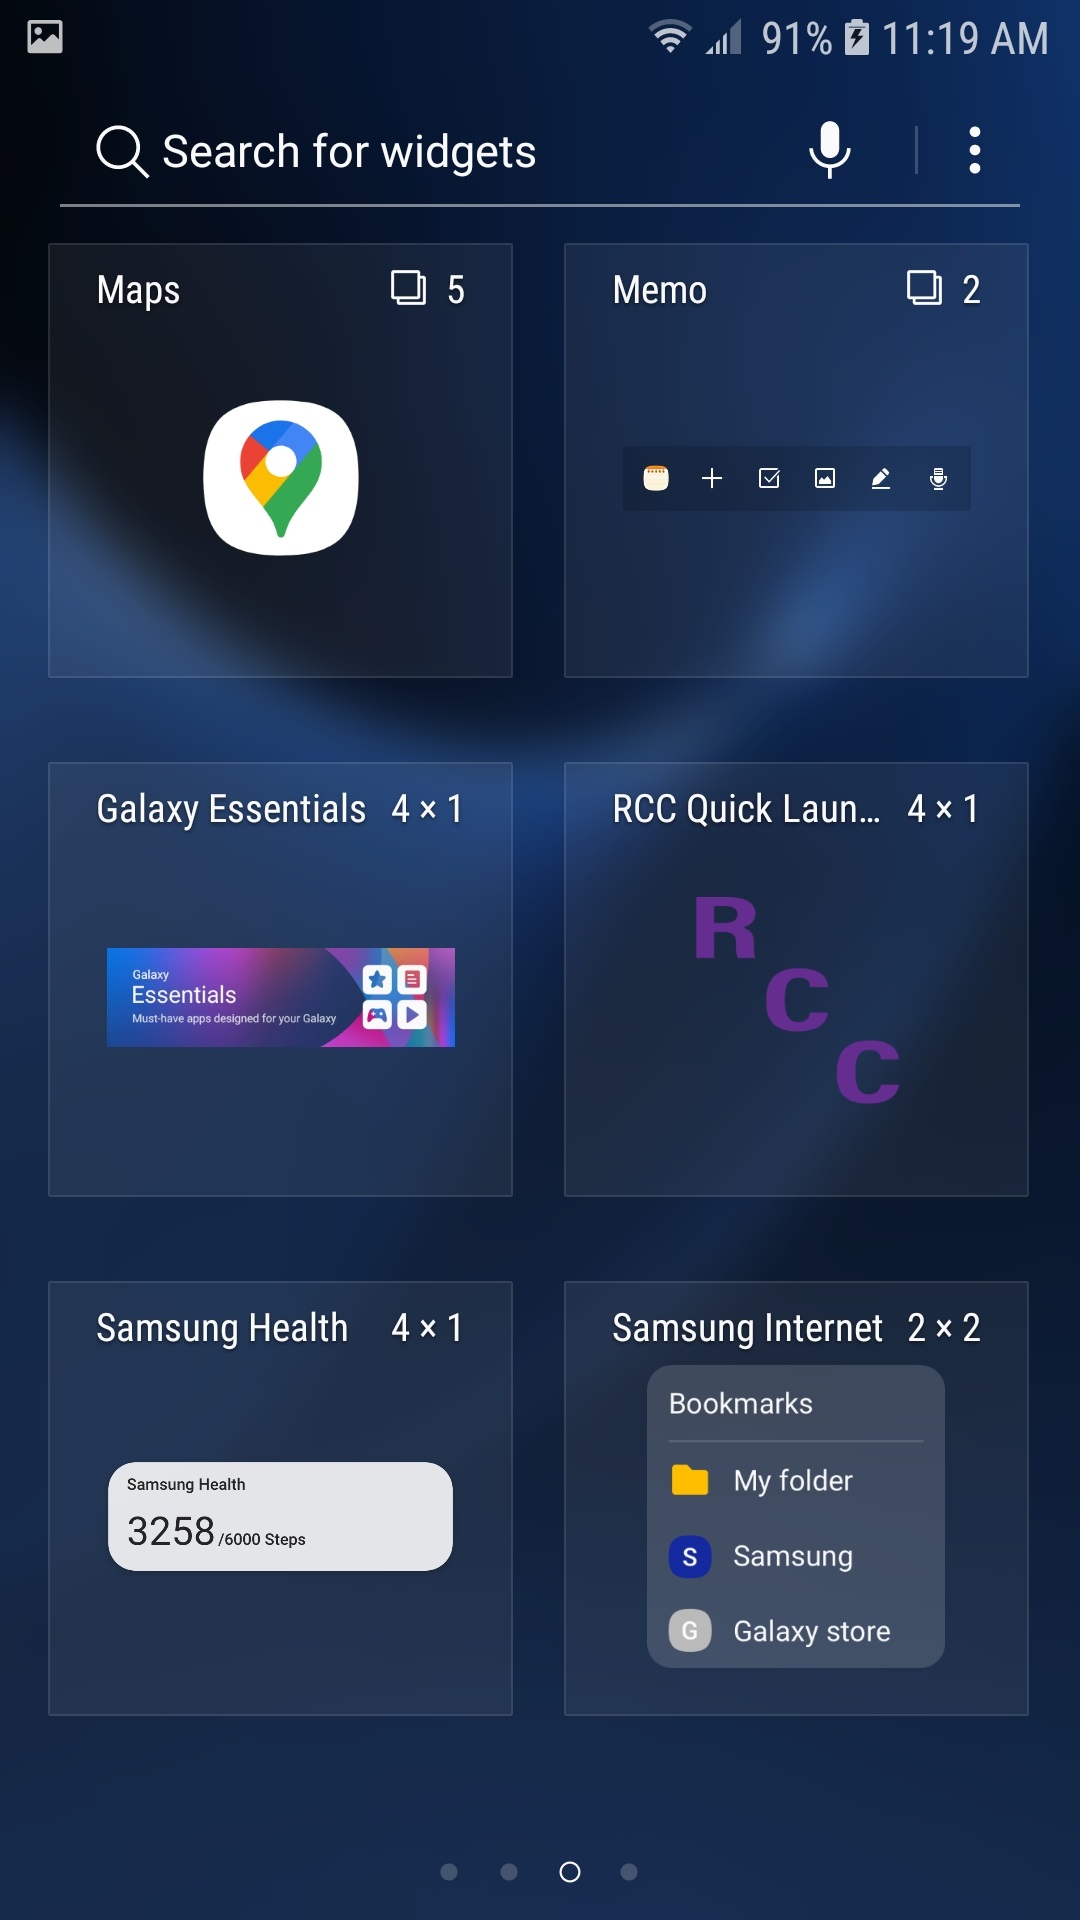 91% 11:19 AM
Search for widgets
Maps 5
Memo 2
Galaxy Essentials 4 × 1
Galaxy
Essentials
Must-have apps designed for your Galaxy
RCC Quick Laun... 4 × 1
R
C
C
Samsung Health 4 × 1
Samsung Health
3258/6000 Steps
Samsung Internet 2 × 2
Bookmarks
My folder
S Samsung
G Galaxy store